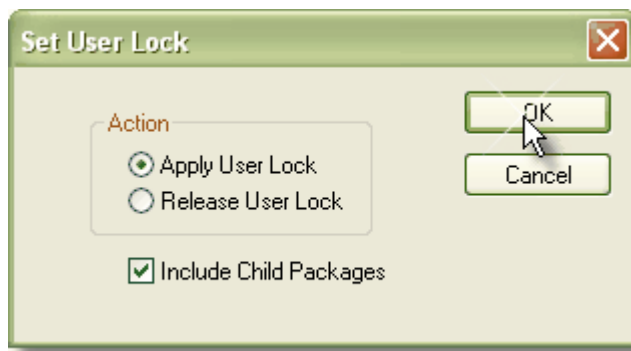 Set User Lock
Action
OK
Apply User Lock
Cancel
Release User Lock
Include Child Packages